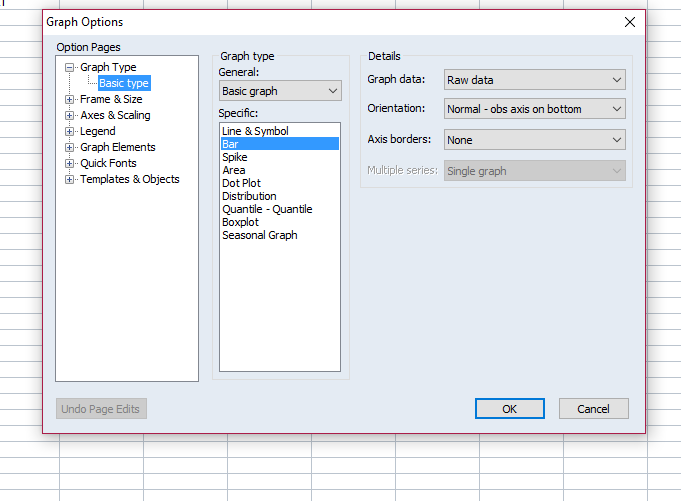 Graph Options
Option Pages
Graph Type
Basic type
Frame & Size
Axes & Scaling
Legend
Graph Elements
Quick Fonts
Templates & Objects
Undo Page Edits
Graph type
General:
Basic graph
Specific:
Line & Symbol
Bar
Spike
Area
Dot Plot
Distribution
Quantile - Quantile
Boxplot
Seasonal Graph
Details
Graph data: Raw data
Orientation: Normal - obs axis on bottom
Axis borders: None
Multiple series: Single graph
OK
Cancel